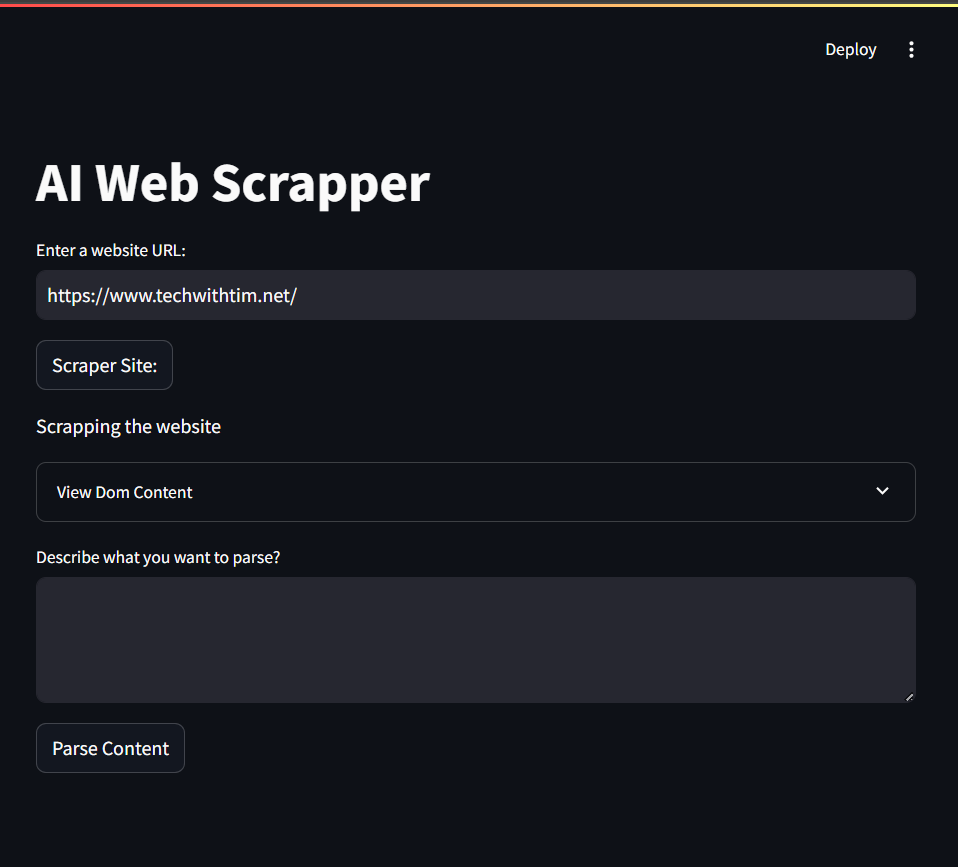 Deploy
AI Web Scrapper
Enter a website URL:
https://www.techwithtim.net/
Scraper Site:
Scrapping the website
View Dom Content
Describe what you want to parse?
Parse Content